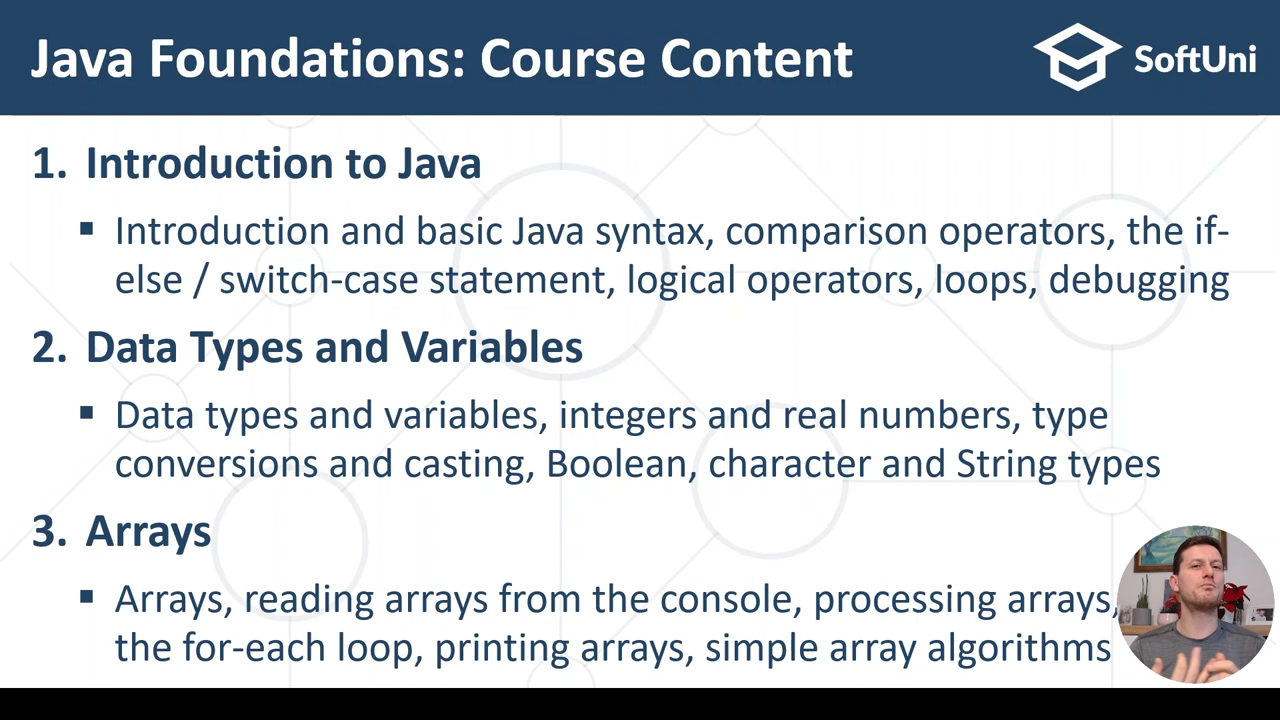 Java Foundations: Course Content
SoftUni
1. Introduction to Java
▪ Introduction and basic Java syntax, comparison operators, the if-
else / switch-case statement, logical operators, loops, debugging
2. Data Types and Variables
▪ Data types and variables, integers and real numbers, type
conversions and casting, Boolean, character and String types
3. Arrays
▪ Arrays, reading arrays from the console, processing arrays,
the for-each loop, printing arrays, simple array algorithms